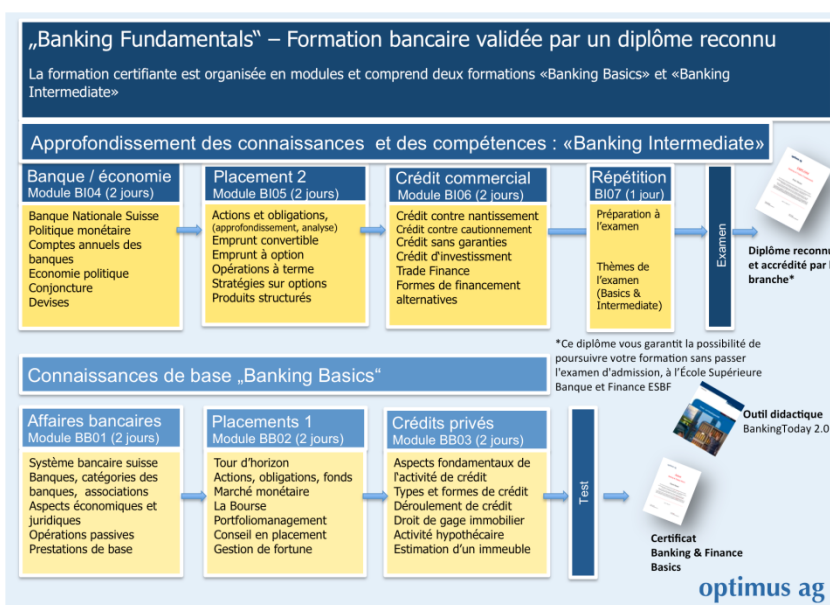 „Banking Fundamentals“ – Formation bancaire validée par un diplôme reconnu
La formation certifiante est organisée en modules et comprend deux formations «Banking Basics» et «Banking
Intermediate»
Approfondissement des connaissances et des compétences : «Banking Intermediate»
Banque / économie
Module BI04 (2 jours)
Banque Nationale Suisse
Politique monétaire
Comptes annuels des
banques
Economie politique
Conjoncture
Devises
Placement 2
Module BI05 (2 jours)
Actions et obligations,
(approfondissement, analyse)
Emprunt convertible
Emprunt à option
Opérations à terme
Stratégies sur options
Produits structurés
Crédit commercial
Module BI06 (2 jours)
Crédit contre nantissement
Crédit contre cautionnement
Crédit sans garanties
Crédit d'investissment
Trade Finance
Formes de financement
alternatives
Répétition
BI07 (1 jour)
Préparation à
l'examen
Thèmes de
l'examen
(Basics &
Intermediate)
Examen
Diplôme reconnu
et accrédité par
branche*
*Ce diplôme vous garantit la possibilité de
poursuivre votre formation sans passer
l'examen d'admission, à l'École Supérieure
Banque et Finance ESBF
Connaissances de base „Banking Basics“
Affaires bancaires
Module BB01 (2 jours)
Système bancaire suisse
Banques, catégories des
banques, associations
Aspects économiques et
juridiques
Opérations passives
Prestations de base
Placements 1
Module BB02 (2 jours)
Tour d'horizon
Actions, obligations, fonds
Marché monétaire
La Bourse
Portfoliomanagement
Conseil en placement
Gestion de fortune
Crédits privés
Module BB03 (2 jours)
Aspects fondamentaux de
l'activité de crédit
Types et formes de crédit
Déroulement de crédit
Droit de gage immobilier
Activité hypothécaire
Estimation d'un immeuble
Test
Outil didactique
BankingToday 2.0
Certificat
Banking & Finance
Basics
optimus ag